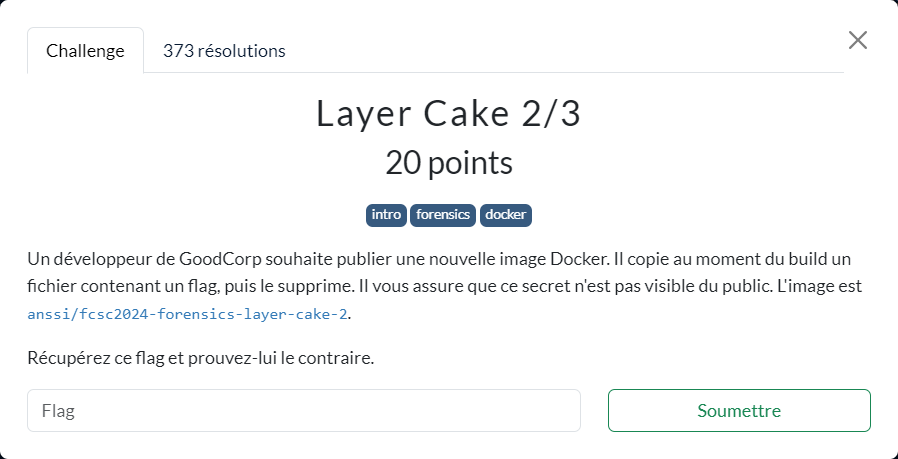 Challenge
373 résolutions
Layer Cake 2/3
20 points
intro forensics docker
Un développeur de GoodCorp souhaite publier une nouvelle image Docker. Il copie au moment du build un
fichier contenant un flag, puis le supprime. Il vous assure que ce secret n'est pas visible du public. L'image est
anssi/fcsc2024-forensics-layer-cake-2.
Récupérez ce flag et prouvez-lui le contraire.
Flag
Soumettre